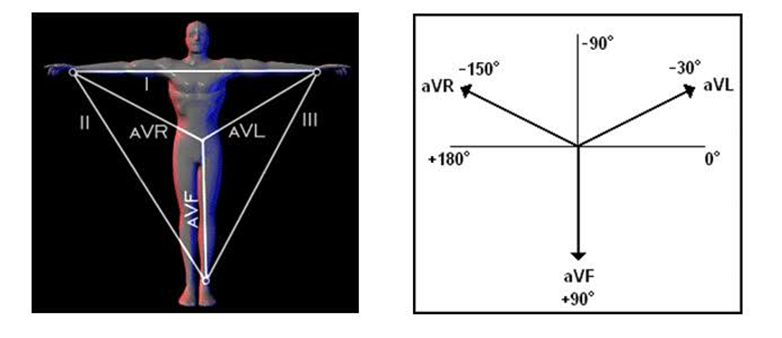 I
II
aVR
aVL
III
aVF
-90°
-150°
-30°
aVR
aVL
+180°
0°
aVF
+90°